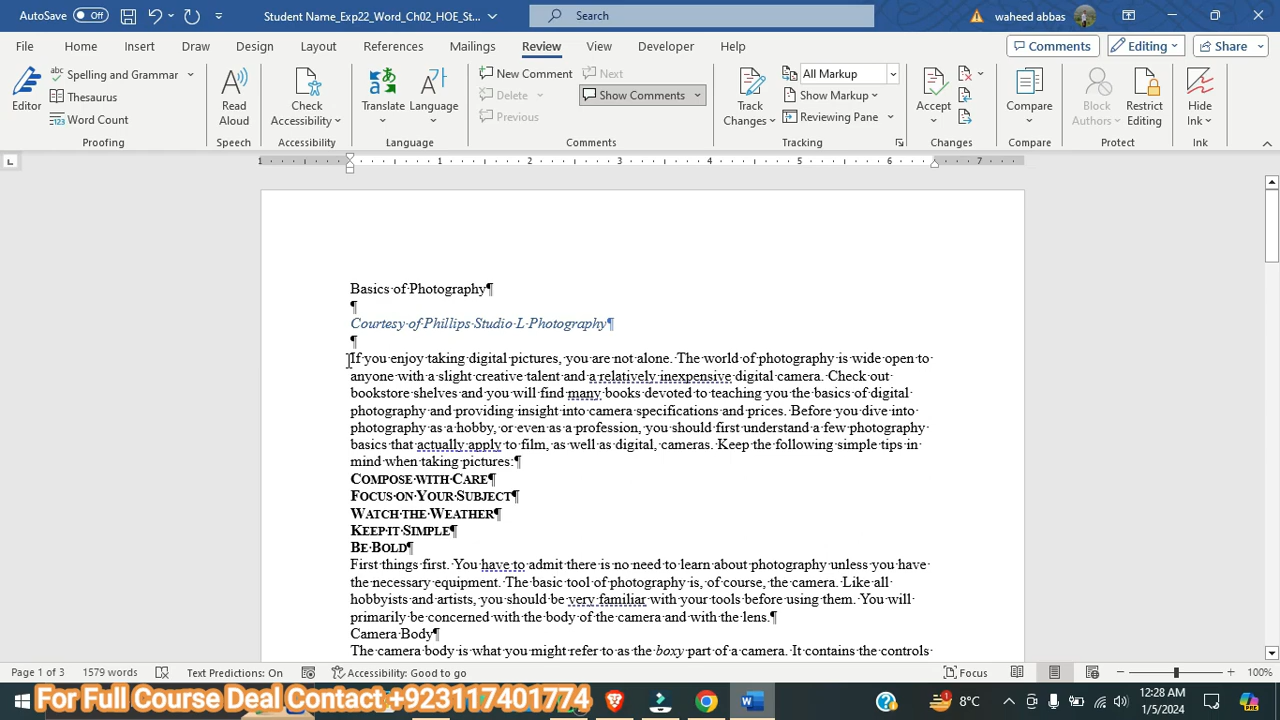 AutoSave Off Student Name_Exp22_Word_Ch02_HOE_St... Search waheed abbas
File Home Insert Draw Design Layout References Mailings Review View Developer Help Comments Editing Share
Editor
Spelling and Grammar
Thesaurus
Word Count
Proofing
Read Aloud
Speech
Check Accessibility
Accessibility
Translate
Language
Language
New Comment
Delete
Previous
Next
Show Comments
Comments
Track Changes
All Markup
Show Markup
Reviewing Pane
Tracking
Accept
Changes
Compare
Compare
Block Authors
Restrict Editing
Protect
Hide Ink
Ink
1 1 2 3 4 5 6 7
Basics·of·Photography¶
¶
Courtesy·of·Phillips·Studio·L·Photography¶
¶
If·you·enjoy·taking·digital·pictures,·you·are·not·alone.··The·world·of·photography·is·wide·open·to·
anyone·with·a·slight·creative·talent·and·a·relatively·inexpensive·digital·camera.··Check·out·
bookstore·shelves·and·you·will·find·many·books·devoted·to·teaching·you·the·basics·of·digital·
photography·and·providing·insight·into·camera·specifications·and·prices.··Before·you·dive·into·
photography·as·a·hobby,·or·even·as·a·profession,·you·should·first·understand·a·few·photography·
basics·that·actually·apply·to·film,·as·well·as·digital,·cameras.··Keep·the·following·simple·tips·in·
mind·when·taking·pictures:¶
COMPOSE·WITH·CARE¶
FOCUS·ON·YOUR·SUBJECT¶
WATCH·THE·WEATHER¶
KEEP·IT·SIMPLE¶
BE·BOLD¶
First·things·first.··You·have·to·admit·there·is·no·need·to·learn·about·photography·unless·you·have·
the·necessary·equipment.··The·basic·tool·of·photography·is,·of·course,·the·camera.··Like·all·
hobbyists·and·artists,·you·should·be·very·familiar·with·your·tools·before·using·them.··You·will·
primarily·be·concerned·with·the·body·of·the·camera·and·with·the·lens.¶
Camera·Body¶
The·camera·body·is·what·you·might·refer·to·as·the·boxy·part·of·a·camera.··It·contains·the·controls·
Page 1 of 3 1579 words Text Predictions: On Accessibility: Good to go Focus 100%
For Full Course Deal Contact +923117401774
8°C
12:28 AM
1/5/2024